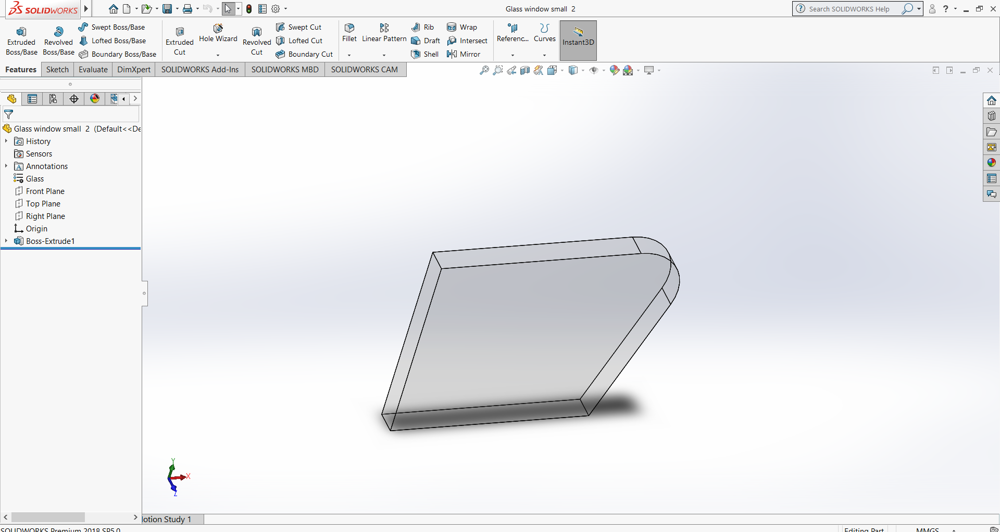 SOLIDWORKS
Glass window small 2
Search SOLIDWORKS Help
Extruded Boss/Base
Revolved Boss/Base
Swept Boss/Base
Lofted Boss/Base
Boundary Boss/Base
Extruded Cut
Hole Wizard
Revolved Cut
Swept Cut
Lofted Cut
Boundary Cut
Fillet
Linear Pattern
Rib
Draft
Shell
Wrap
Intersect
Mirror
Referenc...
Curves
Instant3D
Features
Sketch
Evaluate
DimXpert
SOLIDWORKS Add-Ins
SOLIDWORKS MBD
SOLIDWORKS CAM
Glass window small 2 (Default<<De
History
Sensors
Annotations
Glass
Front Plane
Top Plane
Right Plane
Origin
Boss-Extrude1
Y
X
Z
otion Study 1
SOLIDWORKS Premium 2018 SP5.0
Editing Part
MMGS